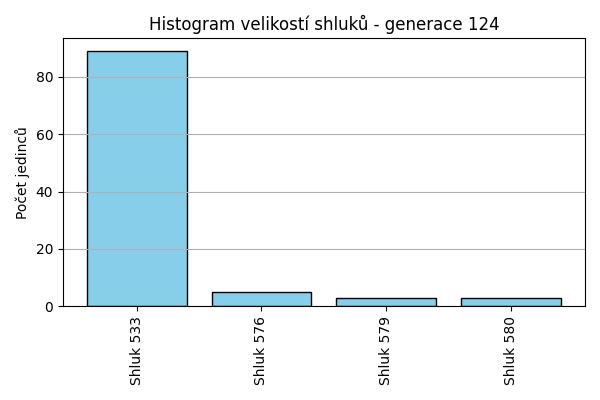 Histogram velikostí shluků - generace 124
Počet jedinců
80
60
40
20
0
Shluk 533
Shluk 576
Shluk 579
Shluk 580